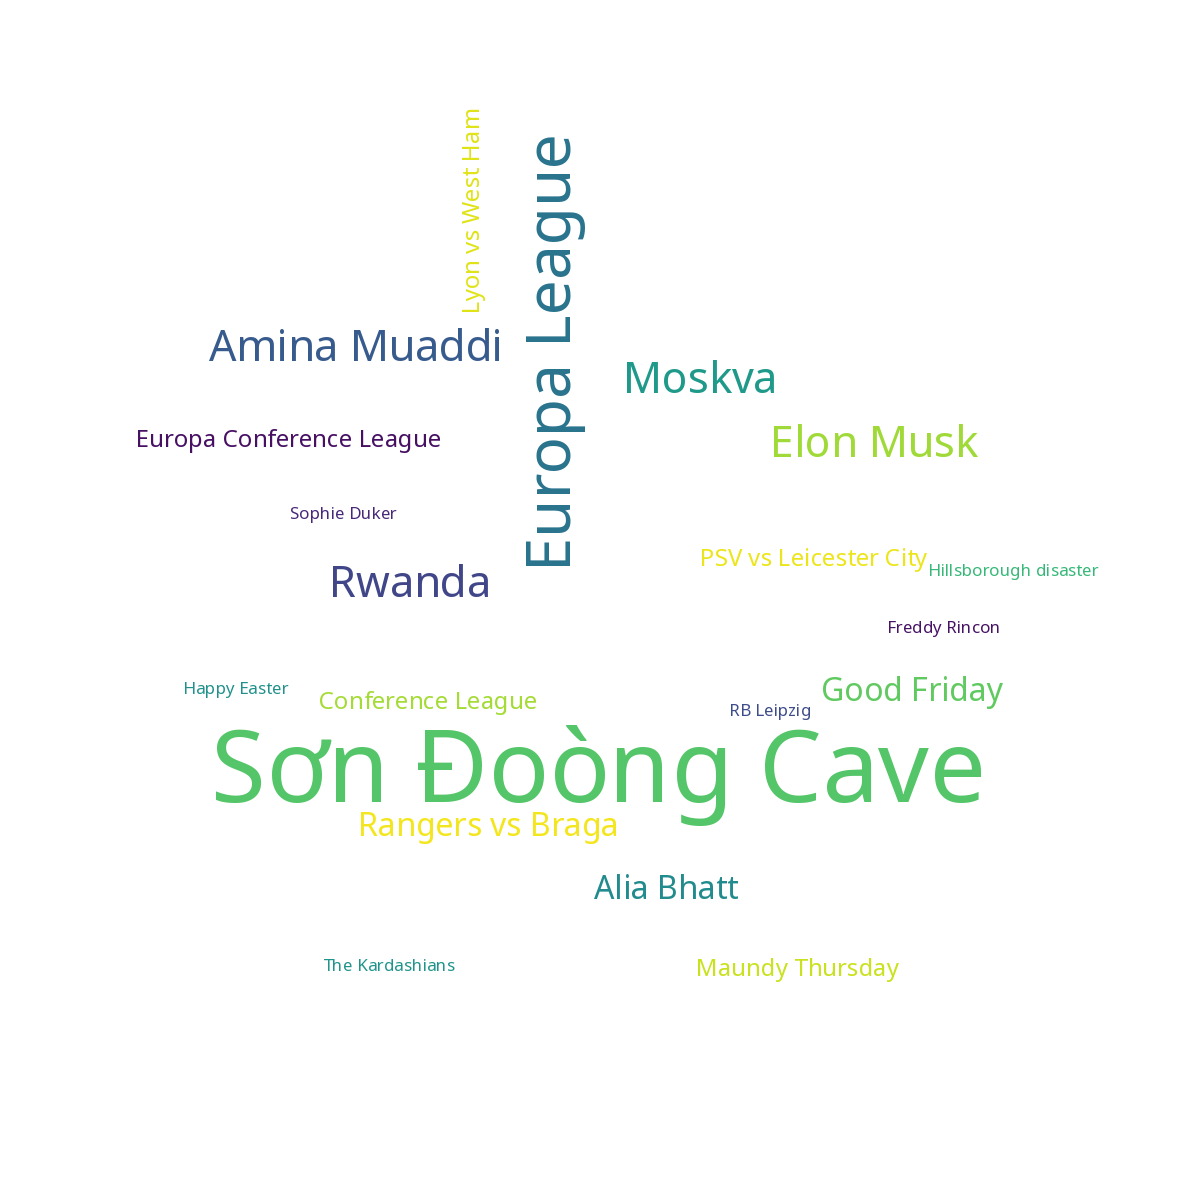 Lyon vs West Ham
Europa League
Amina Muaddi
Moskva
Europa Conference League
Elon Musk
Sophie Duker
PSV vs Leicester City
Hillsborough disaster
Rwanda
Freddy Rincon
Happy Easter
Conference League
Good Friday
RB Leipzig
Sơn Đoòng Cave
Rangers vs Braga
Alia Bhatt
The Kardashians
Maundy Thursday